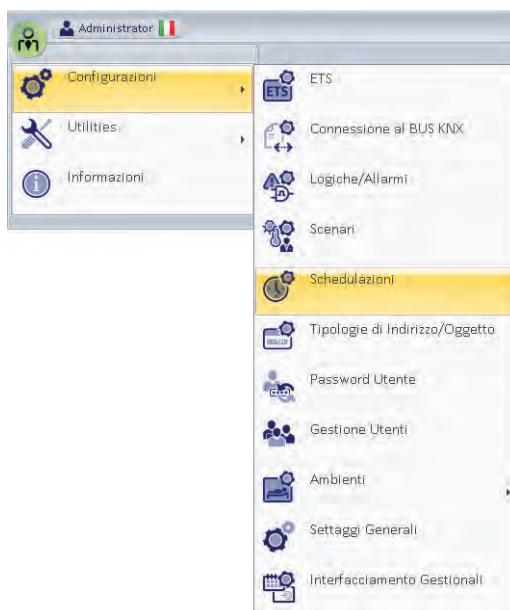 Administrator
Configurazioni
Utilities
Informazioni
ETS
ETS
Connessione al BUS KNX
Logiche/Allarmi
Scenari
Schedulazioni
Tipologie di Indirizzo/Oggetto
Password Utente
Gestione Utenti
Ambienti
Settaggi Generali
Interfacciamento Gestionali